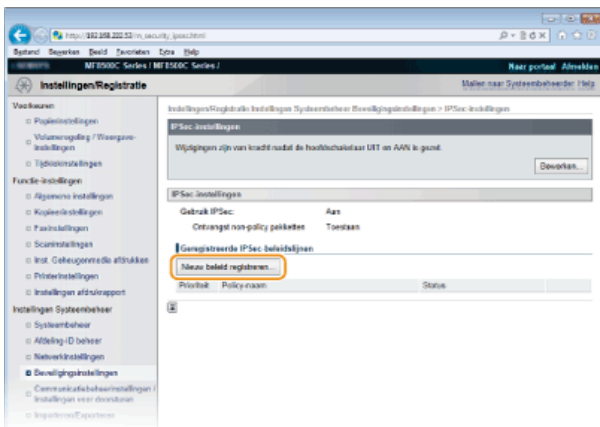 http://192.168.222.52/m_security_ipsec.html
Bestand Bewerken Beeld Favorieten Extra Help
MF8500C Series / MF8500C Series /
Naar portaal Afmelden
Instellingen/Registratie
Mailen naar Systeembeheerder Help
Voorkeuren
Papierinstellingen
Volumeregeling / Weergave-
instellingen
Tijdklokinstellingen
Functie-instellingen
Algemene instellingen
Kopieerinstellingen
Faxinstellingen
Scaninstellingen
Inst. Geheugenmedia afdrukken
Printerinstellingen
Instellingen afdrukrapport
Instellingen Systeembeheer
Systeembeheer
Afdeling-ID beheer
Netwerkinstellingen
Beveiligingsinstellingen
Communicatiebeheerinstellingen /
Instellingen voor doorsturen
Importeren/Exporteren
Instellingen/Registratie Instellingen Systeembeheer Beveiligingsinstellingen > IPSec-instellingen
IPSec-instellingen
Wijzigingen zijn van kracht nadat de hoofdschakelaar UIT en AAN is gezet.
Bewerken...
IPSec-instellingen
Gebruik IPSec: Aan
Ontvangst non-policy pakketten Toestaan
Geregistreerde IPSec-beleidslijnen
Nieuw beleid registreren...
Prioriteit Policy-naam Status